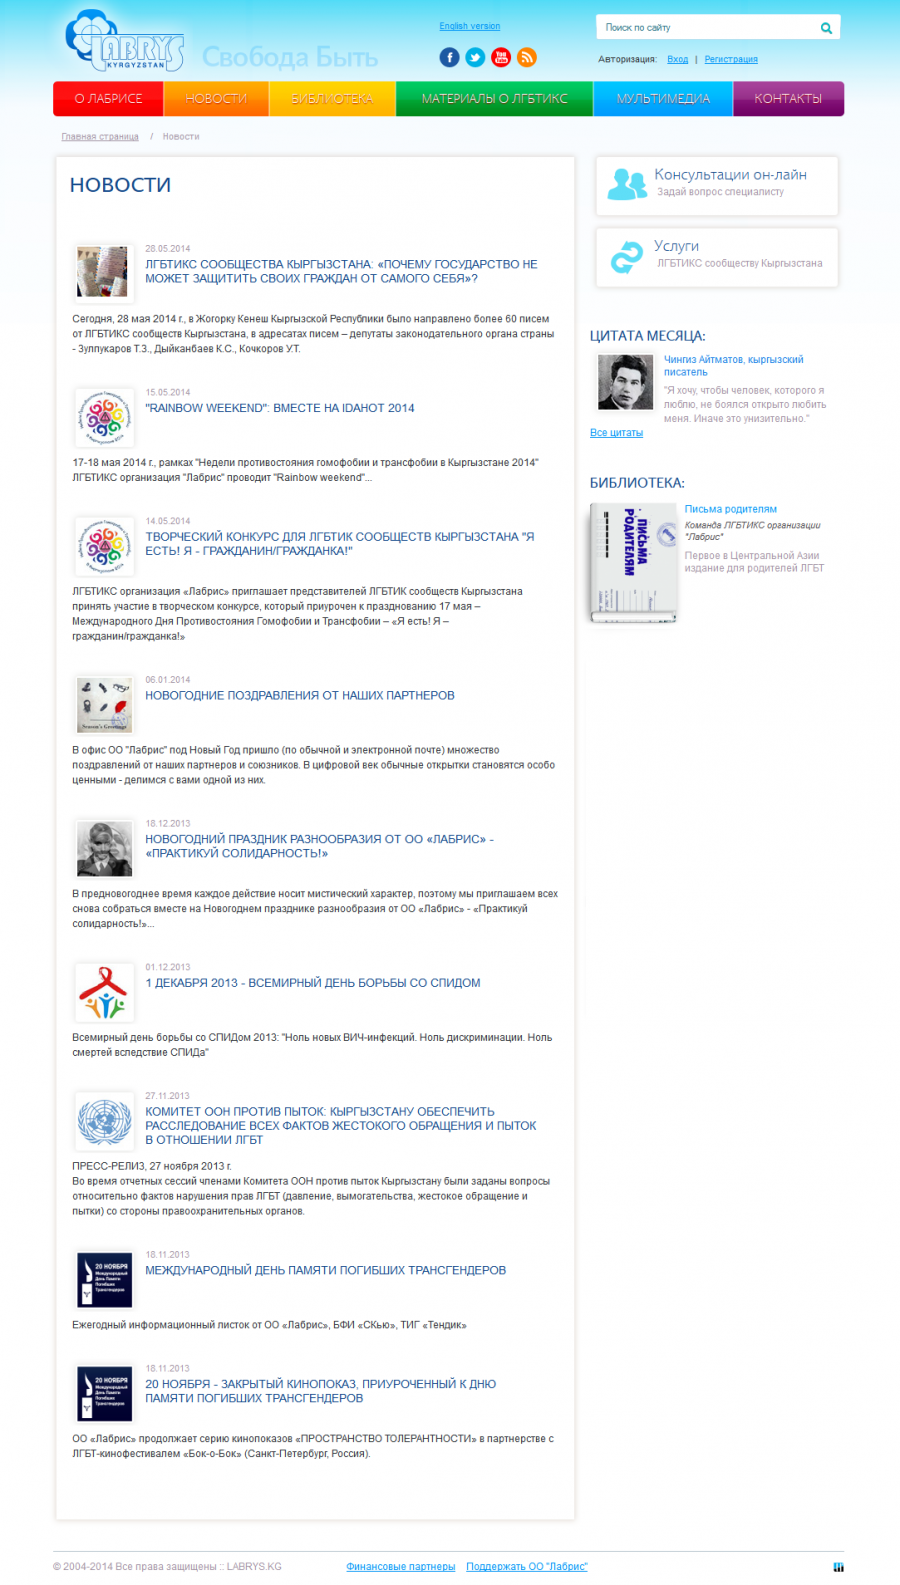 LABRYS
KYRGYZSTAN
Свобода Быть
English version
Поиск по сайту
Авторизация: Вход | Регистрация
О ЛАБРИСЕ
НОВОСТИ
БИБЛИОТЕКА
МАТЕРИАЛЫ О ЛГБТИКС
МУЛЬТИМЕДИА
КОНТАКТЫ
Главная страница / Новости
НОВОСТИ
28.05.2014
ЛГБТИКС СООБЩЕСТВА КЫРГЫЗСТАНА: «ПОЧЕМУ ГОСУДАРСТВО НЕ
МОЖЕТ ЗАЩИТИТЬ СВОИХ ГРАЖДАН ОТ САМОГО СЕБЯ»?
Сегодня, 28 мая 2014 г., в Жогорку Кенеш Кыргызской Республики было направлено более 60 писем
от ЛГБТИКС сообществ Кыргызстана, в адресатах писем – депутаты законодательного органа страны
- Зулпукаров Т.З., Дыйканбаев К.С., Кочкоров У.Т.
15.05.2014
"RAINBOW WEEKEND": ВМЕСТЕ НА IDAHOT 2014
17-18 мая 2014 г., рамках "Недели противостояния гомофобии и трансфобии в Кыргызстане 2014"
ЛГБТИКС организация "Лабрис" проводит "Rainbow weekend"...
14.05.2014
ТВОРЧЕСКИЙ КОНКУРС ДЛЯ ЛГБТИК СООБЩЕСТВ КЫРГЫЗСТАНА "Я
ЕСТЬ! Я - ГРАЖДАНИН/ГРАЖДАНКА!"
ЛГБТИКС организация «Лабрис» приглашает представителей ЛГБТИК сообществ Кыргызстана
принять участие в творческом конкурсе, который приурочен к празднованию 17 мая –
Международного Дня Противостояния Гомофобии и Трансфобии – «Я есть! Я –
гражданин/гражданка!»
06.01.2014
НОВОГОДНИЕ ПОЗДРАВЛЕНИЯ ОТ НАШИХ ПАРТНЕРОВ
В офис ОО "Лабрис" под Новый Год пришло (по обычной и электронной почте) множество
поздравлений от наших партнеров и союзников. В цифровой век обычные открытки становятся особо
ценными - делимся с вами одной из них.
18.12.2013
НОВОГОДНИЙ ПРАЗДНИК РАЗНООБРАЗИЯ ОТ ОО «ЛАБРИС» -
«ПРАКТИКУЙ СОЛИДАРНОСТЬ!»
В предновогоднее время каждое действие носит мистический характер, поэтому мы приглашаем всех
снова собраться вместе на Новогоднем празднике разнообразия от ОО «Лабрис» - «Практикуй
солидарность!»...
01.12.2013
1 ДЕКАБРЯ 2013 - ВСЕМИРНЫЙ ДЕНЬ БОРЬБЫ СО СПИДОМ
Всемирный день борьбы со СПИДом 2013: "Ноль новых ВИЧ-инфекций. Ноль дискриминации. Ноль
смертей вследствие СПИДа"
27.11.2013
КОМИТЕТ ООН ПРОТИВ ПЫТОК: КЫРГЫЗСТАНУ ОБЕСПЕЧИТЬ
РАССЛЕДОВАНИЕ ВСЕХ ФАКТОВ ЖЕСТОКОГО ОБРАЩЕНИЯ И ПЫТОК
В ОТНОШЕНИИ ЛГБТ
ПРЕСС-РЕЛИЗ, 27 ноября 2013 г.
Во время отчетных сессий членами Комитета ООН против пыток Кыргызстану были заданы вопросы
относительно фактов нарушения прав ЛГБТ (давление, вымогательства, жестокое обращение и
пытки) со стороны правоохранительных органов.
20 НОЯБРЯ
Международный
День Памяти
Погибших
Трансгендеров
18.11.2013
МЕЖДУНАРОДНЫЙ ДЕНЬ ПАМЯТИ ПОГИБШИХ ТРАНСГЕНДЕРОВ
Ежегодный информационный листок от ОО «Лабрис», БФИ «СКью», ТИГ «Тендик»
20 НОЯБРЯ
Международный
День Памяти
Погибших
Трансгендеров
18.11.2013
20 НОЯБРЯ - ЗАКРЫТЫЙ КИНОПОКАЗ, ПРИУРОЧЕННЫЙ К ДНЮ
ПАМЯТИ ПОГИБШИХ ТРАНСГЕНДЕРОВ
ОО «Лабрис» продолжает серию кинопоказов «ПРОСТРАНСТВО ТОЛЕРАНТНОСТИ» в партнерстве с
ЛГБТ-кинофестивалем «Бок-о-Бок» (Санкт-Петербург, Россия).
Консультации он-лайн
Задай вопрос специалисту
Услуги
ЛГБТИКС сообществу Кыргызстана
ЦИТАТА МЕСЯЦА:
Чингиз Айтматов, кыргызский
писатель
"Я хочу, чтобы человек, которого я
люблю, не боялся открыто любить
меня. Иначе это унизительно."
Все цитаты
БИБЛИОТЕКА:
ПИСЬМА
РОДИТЕЛЯМ
Письма родителям
Команда ЛГБТИКС организации
"Лабрис"
Первое в Центральной Азии
издание для родителей ЛГБТ
© 2004-2014 Все права защищены :: LABRYS.KG
Финансовые партнеры
Поддержать ОО "Лабрис"